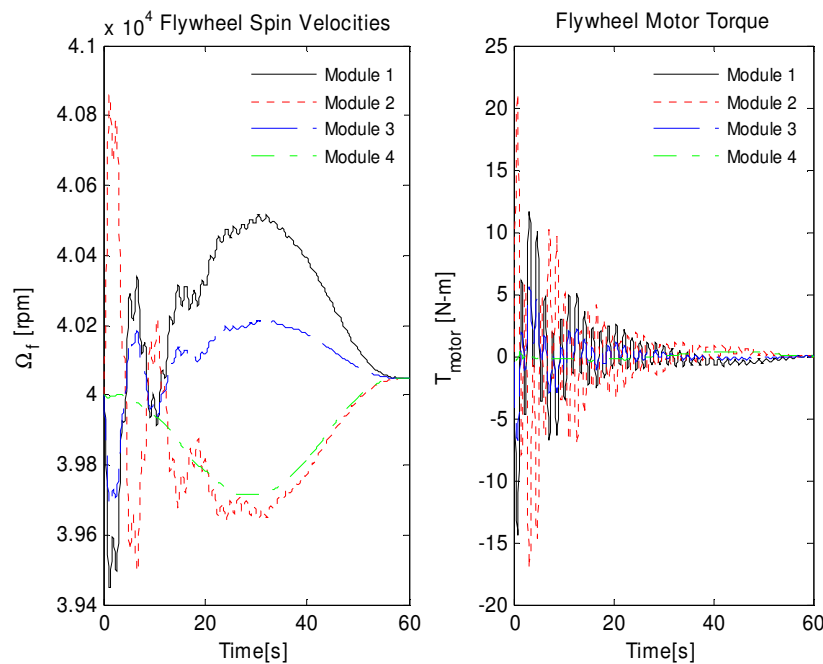 x 10^4 Flywheel Spin Velocities
4.1
4.08
4.06
4.04
4.02
4
3.98
3.96
3.94
Ω_f [rpm]
0 20 40 60
Time[s]
Module 1
Module 2
Module 3
Module 4
Flywheel Motor Torque
25
20
15
10
5
0
-5
-10
-15
-20
T_motor [N-m]
0 20 40 60
Time[s]
Module 1
Module 2
Module 3
Module 4